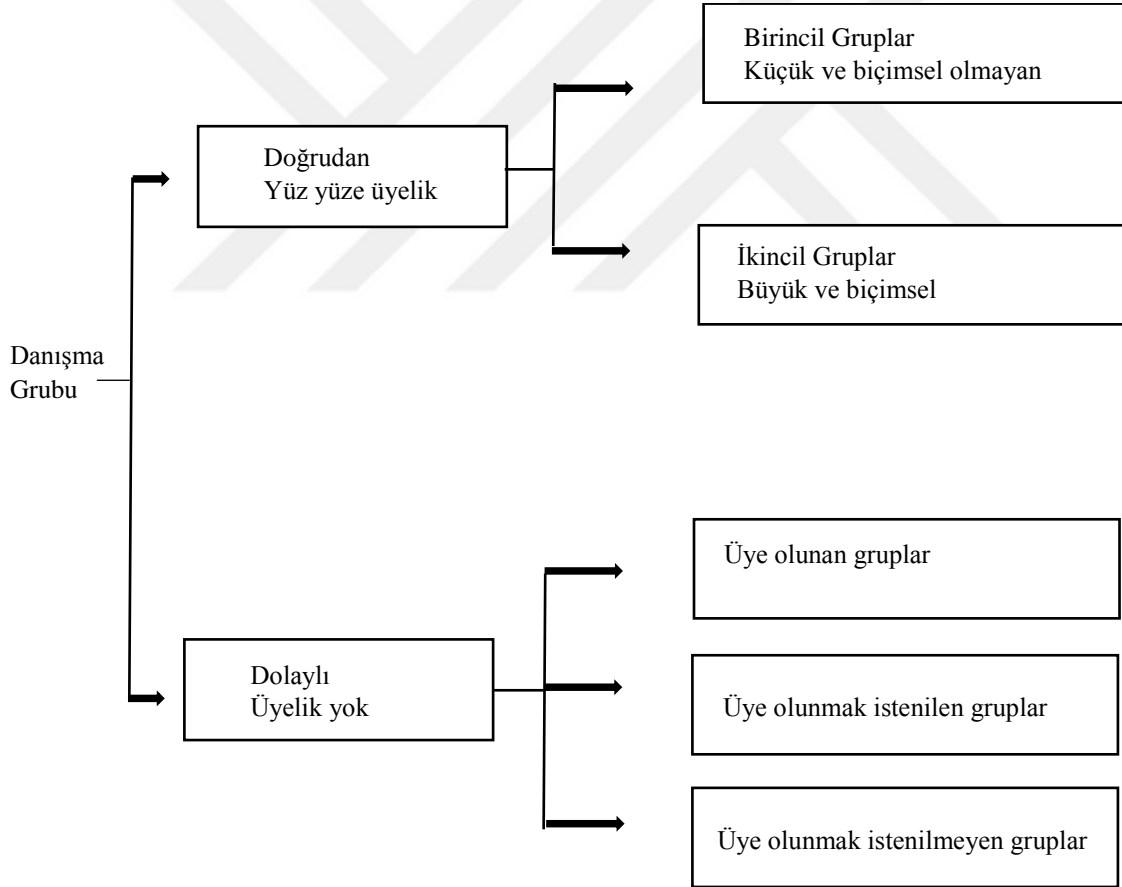 Birincil Gruplar
Küçük ve biçimsel olmayan
Doğrudan
Yüz yüze üyelik
İkincil Gruplar
Büyük ve biçimsel
Danışma
Grubu
Üye olunan gruplar
Dolaylı
Üyelik yok
Üye olunmak istenilen gruplar
Üye olunmak istenilmeyen gruplar